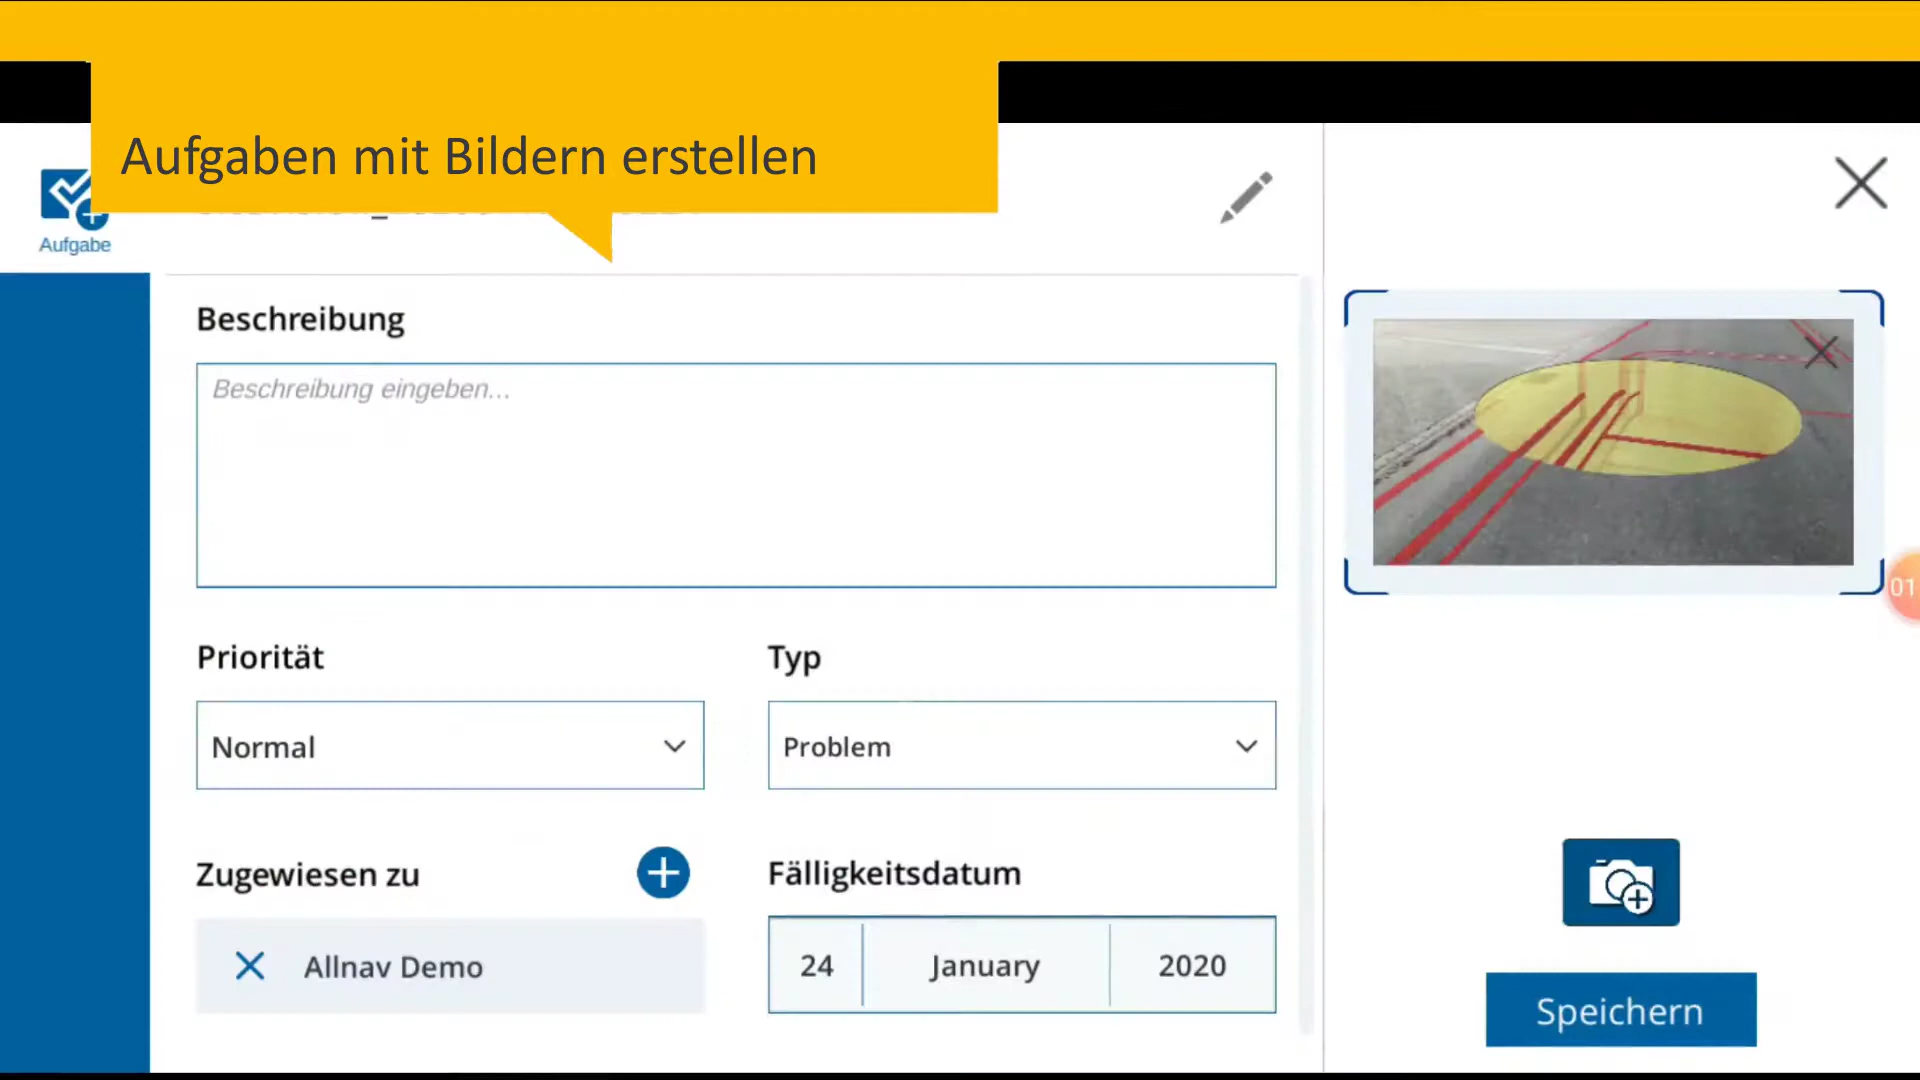 Aufgaben mit Bildern erstellen
Aufgabe
Beschreibung
Beschreibung eingeben...
Priorität
Typ
Normal
Problem
Zugewiesen zu
Fälligkeitsdatum
Allnav Demo
24 January 2020
01
Speichern